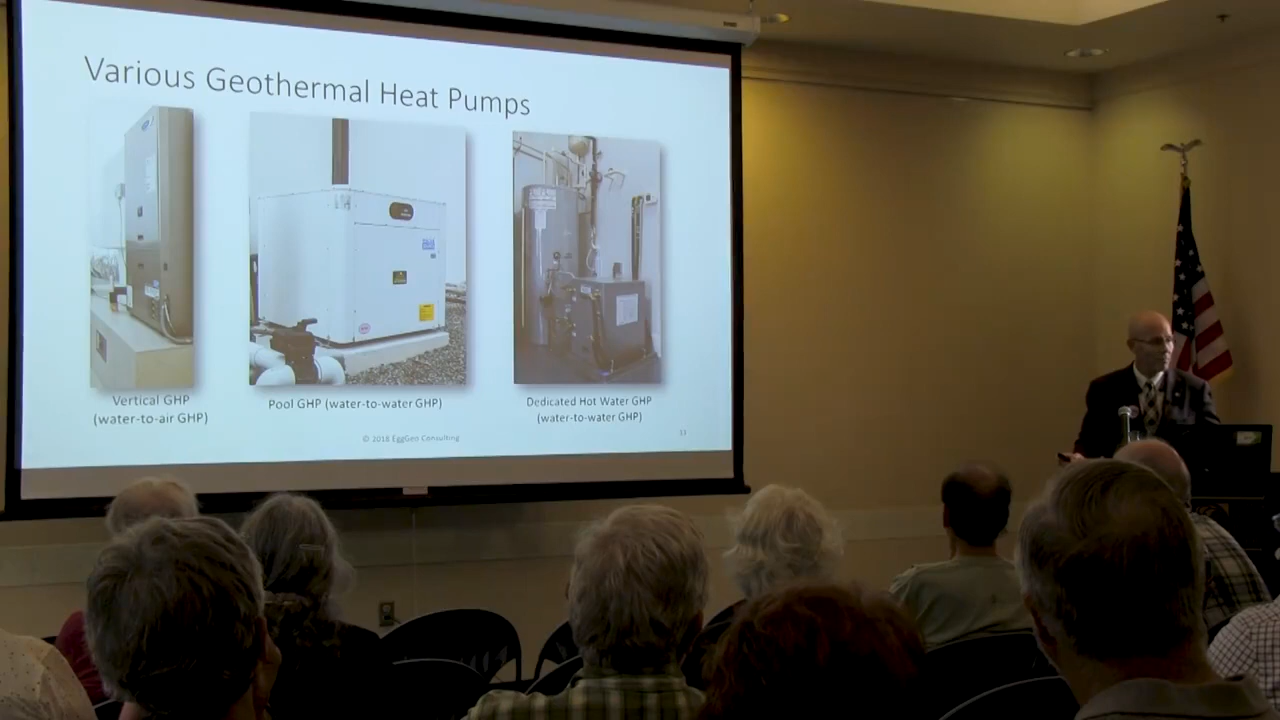 Various Geothermal Heat Pumps
Vertical GHP
(water-to-air GHP)
Pool GHP (water-to-water GHP)
Dedicated Hot Water GHP
(water-to-water GHP)
© 2018 EggGeo Consulting